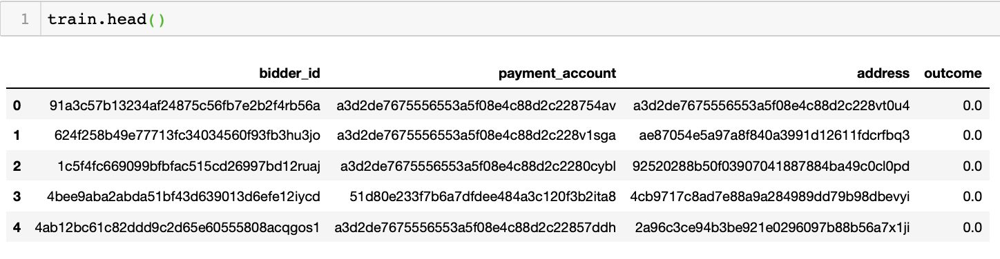 1 train.head()
bidder_id payment_account address outcome
0 91a3c57b13234af24875c56fb7e2b2f4rb56a a3d2de7675556553a5f08e4c88d2c228754av a3d2de7675556553a5f08e4c88d2c228vt0u4 0.0
1 624f258b49e77713fc34034560f93fb3hu3jo a3d2de7675556553a5f08e4c88d2c228v1sga ae87054e5a97a8f840a3991d12611fdcrfbq3 0.0
2 1c5f4fc669099bfbfac515cd26997bd12ruaj a3d2de7675556553a5f08e4c88d2c2280cybl 92520288b50f03907041887884ba49c0cl0pd 0.0
3 4bee9aba2abda51bf43d639013d6efe12iycd 51d80e233f7b6a7dfdee484a3c120f3b2ita8 4cb9717c8ad7e88a9a284989dd79b98dbevyi 0.0
4 4ab12bc61c82ddd9c2d65e60555808acqgos1 a3d2de7675556553a5f08e4c88d2c22857ddh 2a96c3ce94b3be921e0296097b88b56a7x1ji 0.0